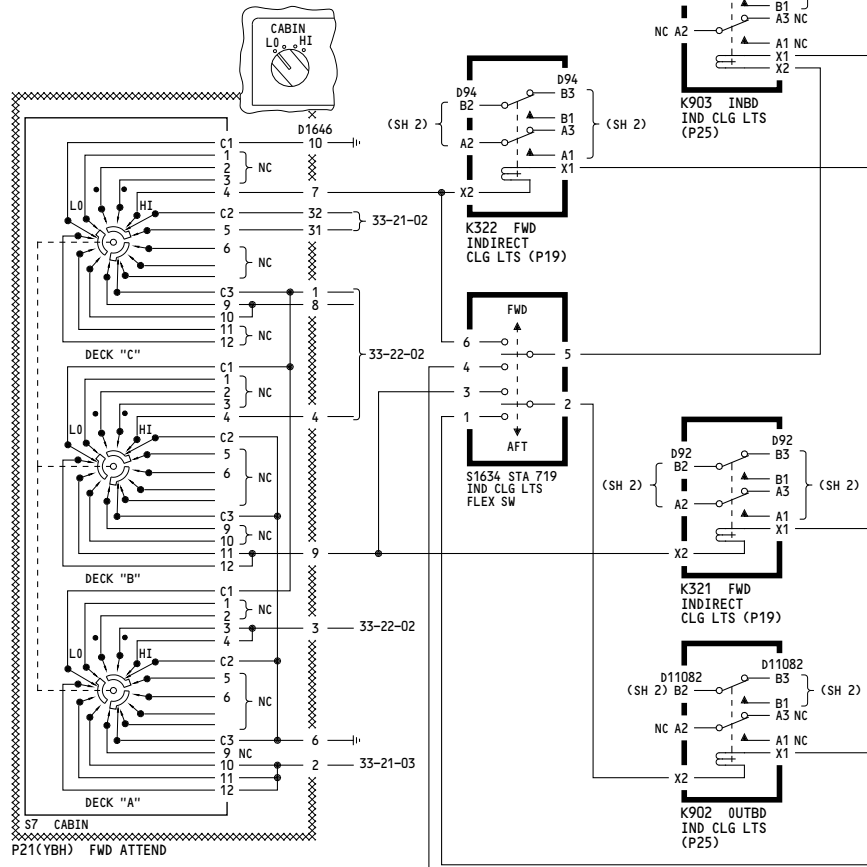 CABIN
LO HI
D1646
C1 10
1
2 NC
3
4 7
LO HI
C2 32
33-21-02
5 31
6
NC
C3 1
9 8
10
11
NC
12
DECK "C"
33-22-02
C1
1
2 NC
3
4 4
LO HI
C2
5
6 NC
C3
9
NC
10
11 9
12
DECK "B"
C1
1
NC
2
3 3 33-22-02
4
LO HI
C2
5
6 NC
C3 6
9 NC
10 2 33-21-03
11
12
DECK "A"
S7 CABIN
P21(YBH) FWD ATTEND
D94 D94
B2 B3
(SH 2) B1 (SH 2)
A3
A2
A1
X1
X2
K322 FWD
INDIRECT
CLG LTS (P19)
FWD
6
5
4
3
2
1
AFT
S1634 STA 719
IND CLG LTS
FLEX SW
B1
A3 NC
NC A2
A1 NC
X1
X2
K903 INBD
IND CLG LTS
(P25)
D92 D92
B2 B3
(SH 2) B1 (SH 2)
A3
A2
A1
X1
X2
K321 FWD
INDIRECT
CLG LTS (P19)
D11082 D11082
B3
(SH 2) B2 (SH 2)
B1
A3 NC
NC A2
A1 NC
X1
X2
K902 OUTBD
IND CLG LTS
(P25)